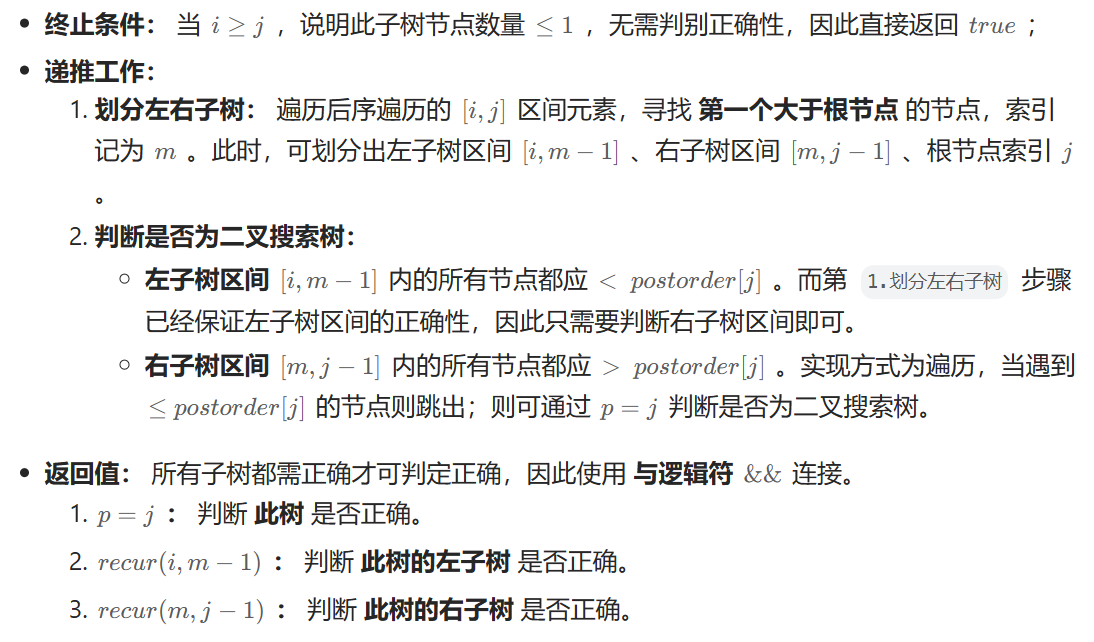 • 终止条件： 当 i ≥ j ，说明此子树节点数量 ≤ 1 ，无需判别正确性，因此直接返回 true ；
• 递推工作：
1. 划分左右子树： 遍历后序遍历的 [i, j] 区间元素，寻找 第一个大于根节点 的节点，索引
记为 m 。此时，可划分出左子树区间 [i, m − 1] 、右子树区间 [m, j − 1] 、根节点索引 j
。
2. 判断是否为二叉搜索树：
○ 左子树区间 [i, m − 1] 内的所有节点都应 < postorder[j] 。而第 1.划分左右子树 步骤
已经保证左子树区间的正确性，因此只需要判断右子树区间即可。
○ 右子树区间 [m, j − 1] 内的所有节点都应 > postorder[j] 。实现方式为遍历，当遇到
≤ postorder[j] 的节点则跳出；则可通过 p = j 判断是否为二叉搜索树。
• 返回值： 所有子树都需正确才可判定正确，因此使用 与逻辑符 && 连接。
1. p = j ： 判断 此树 是否正确。
2. recur(i, m − 1) ： 判断 此树的左子树 是否正确。
3. recur(m, j − 1) ： 判断 此树的右子树 是否正确。